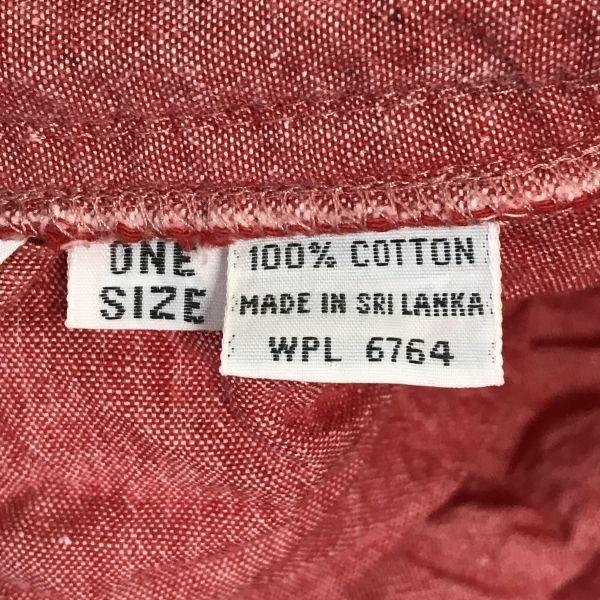 ONE
SIZE
100% COTTON
MADE IN SRI LANKA
WPL 6764